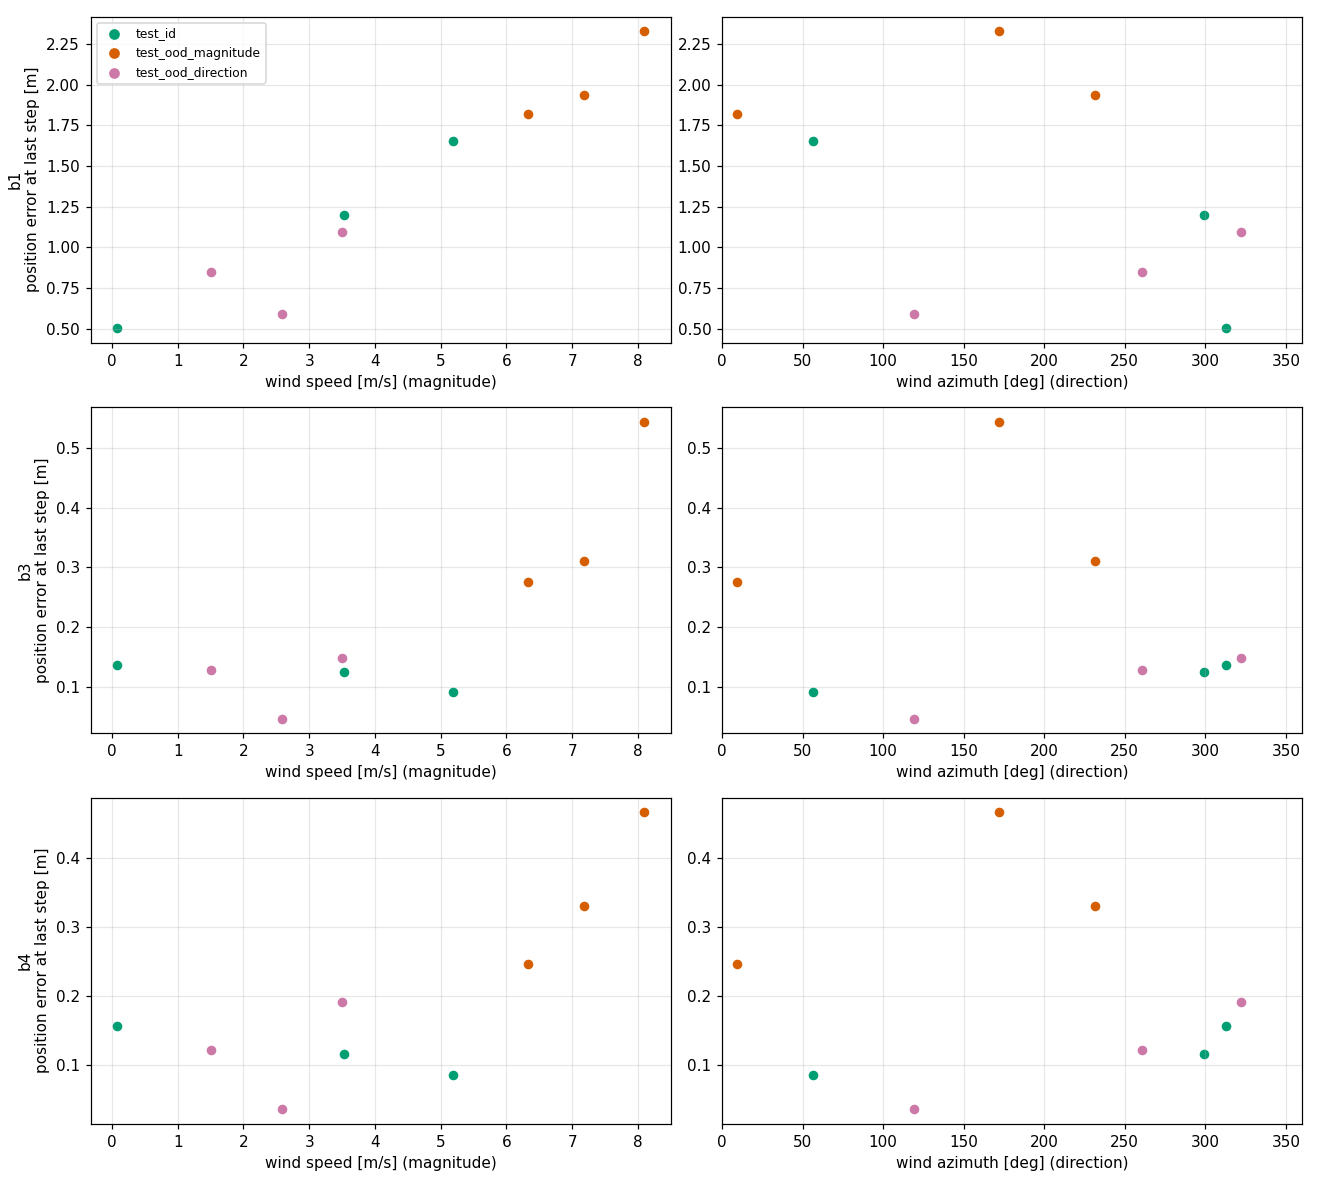 test_id
test_ood_magnitude
test_ood_direction
b1
position error at last step [m]
2.25
2.00
1.75
1.50
1.25
1.00
0.75
0.50
0 1 2 3 4 5 6 7 8
wind speed [m/s] (magnitude)
2.25
2.00
1.75
1.50
1.25
1.00
0.75
0.50
0 50 100 150 200 250 300 350
wind azimuth [deg] (direction)
b3
position error at last step [m]
0.5
0.4
0.3
0.2
0.1
0 1 2 3 4 5 6 7 8
wind speed [m/s] (magnitude)
0.5
0.4
0.3
0.2
0.1
0 50 100 150 200 250 300 350
wind azimuth [deg] (direction)
b4
position error at last step [m]
0.4
0.3
0.2
0.1
0 1 2 3 4 5 6 7 8
wind speed [m/s] (magnitude)
0.4
0.3
0.2
0.1
0 50 100 150 200 250 300 350
wind azimuth [deg] (direction)